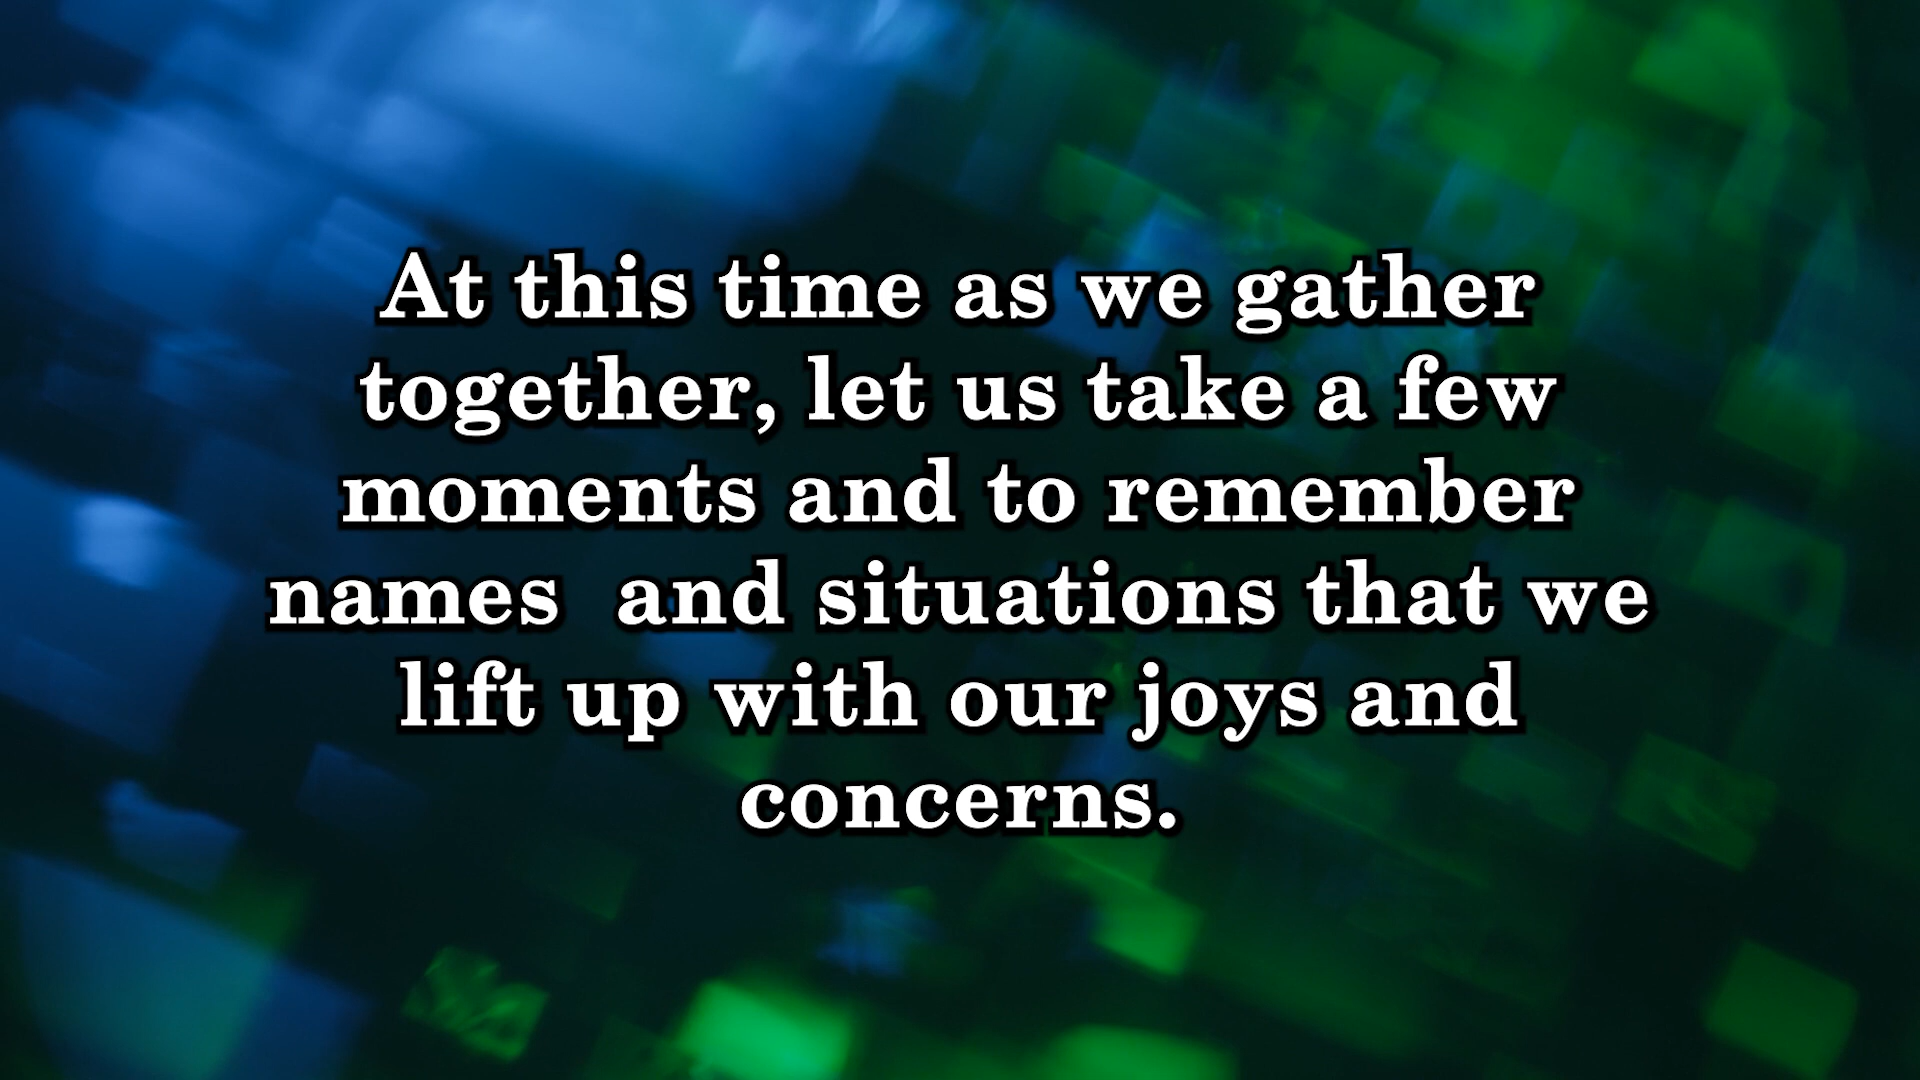 At this time as we gather
together, let us take a few
moments and to remember
names  and situations that we
lift up with our joys and
concerns.